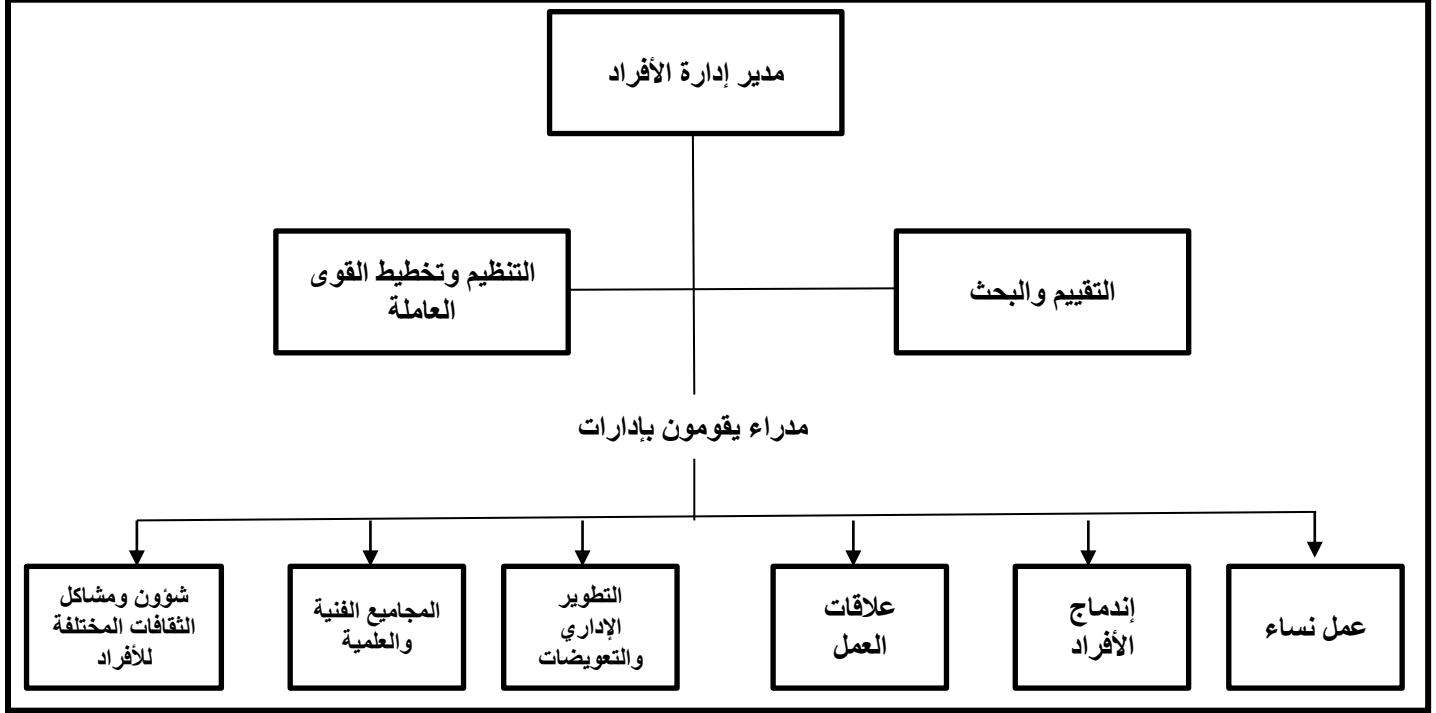 مدير إدارة الأفراد
التقييم والبحث
التنظيم وتخطيط القوى
العاملة
مدراء يقومون بإدارات
عمل نساء
إندماج
الأفراد
علاقات
العمل
التطوير
الإداري
والتعويضات
المجاميع الفنية
والعلمية
شؤون ومشاكل
الثقافات المختلفة
للأفراد